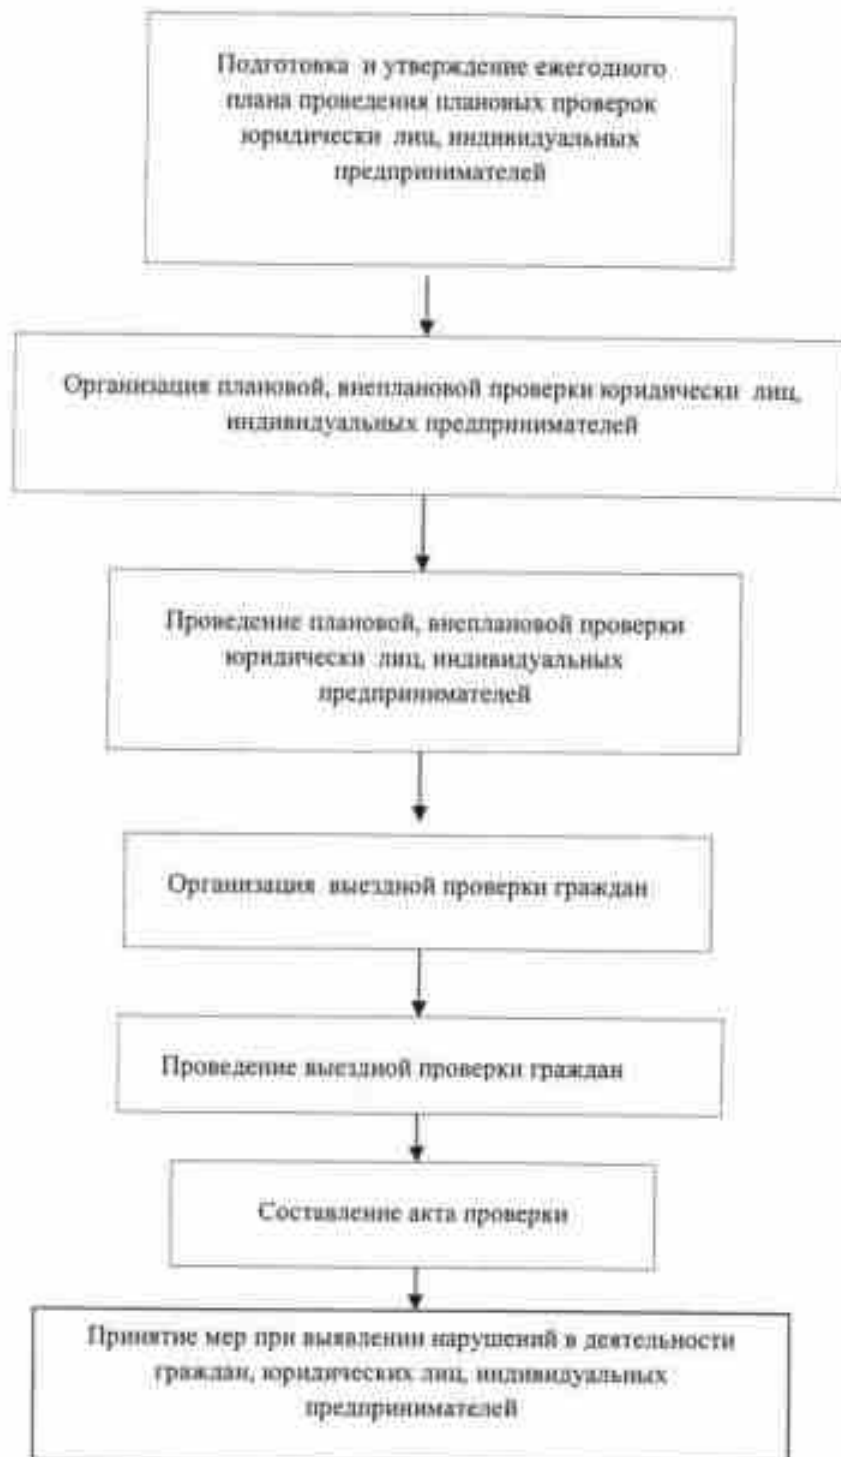 Подготовка и утверждение ежегодного
плана проведения плановых проверок
юридически лиц, индивидуальных
предпринимателей
Организация плановой, внеплановой проверки юридически лиц,
индивидуальных предпринимателей
Проведение плановой, внеплановой проверки
юридически лиц, индивидуальных
предпринимателей
Организация выездной проверки граждан
Проведение выездной проверки граждан
Составление акта проверки
Принятие мер при выявлении нарушений в деятельности
граждан, юридических лиц, индивидуальных
предпринимателей